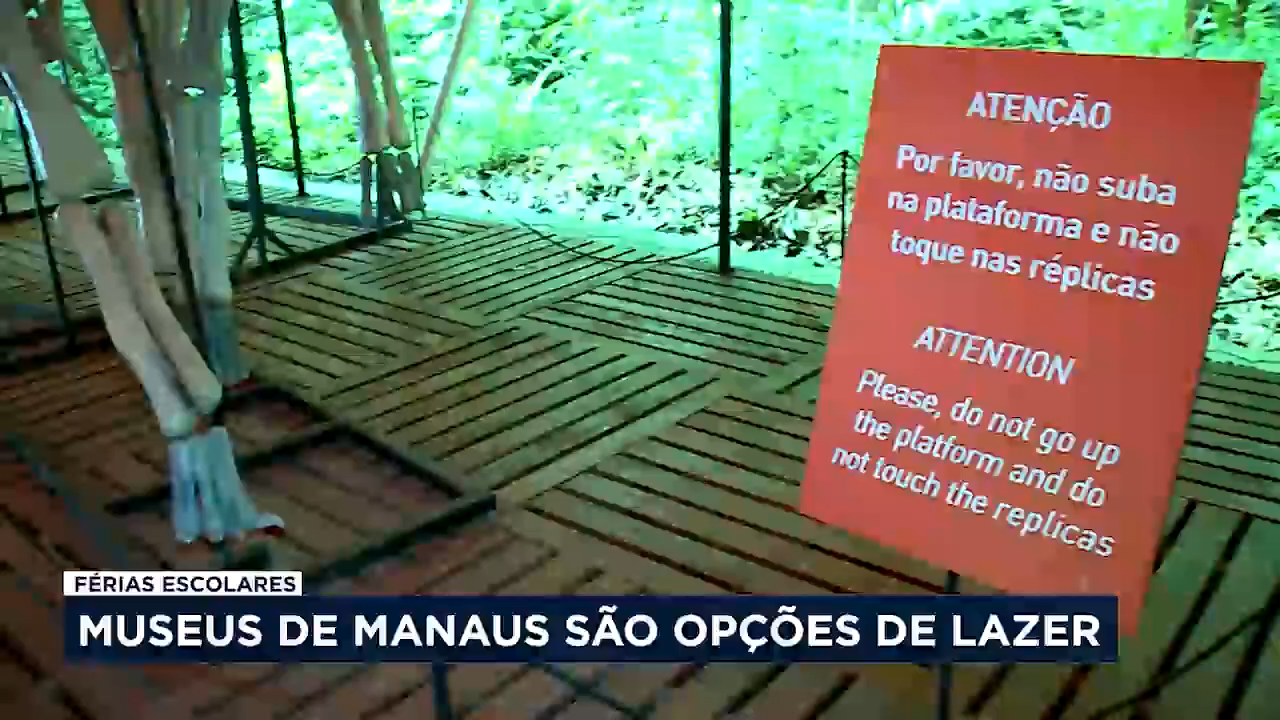 ATENÇÃO
Por favor, não suba
na plataforma e não
toque nas réplicas
ATTENTION
Please, do not go up
the platform and do
not touch the replicas
FÉRIAS ESCOLARES
MUSEUS DE MANAUS SÃO OPÇÕES DE LAZER